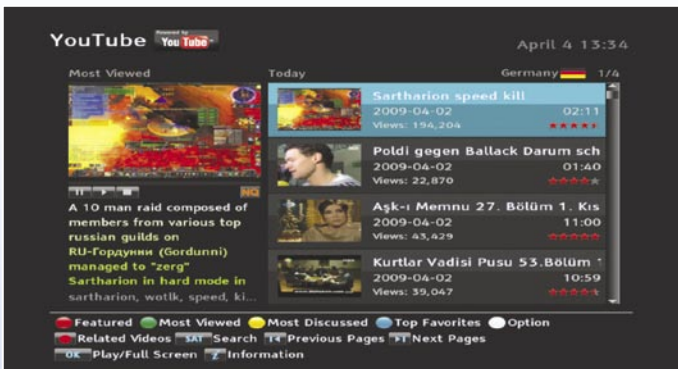 YouTube Powered by YouTube
April 4 13:34
Most Viewed
Today
Germany 1/4
Sartharion speed kill
2009-04-02 02:11
Views: 194,204
Poldi gegen Ballack Darum sch
2009-04-02 01:40
Views: 22,870
Aşk-ı Memnu 27. Bölüm 1. Kıs
2009-04-02 11:00
Views: 43,429
Kurtlar Vadisi Pusu 53.Bölüm
2009-04-02 10:59
Views: 39,047
NQ
A 10 man raid composed of
members from various top
russian guilds on
RU-Гордунни (Gordunni)
managed to "zerg"
Sartharion in hard mode in
sartharion, wotlk, speed, ki...
Featured Most Viewed Most Discussed Top Favorites Option
Related Videos SAT Search Previous Pages Next Pages
OK Play/Full Screen i Information